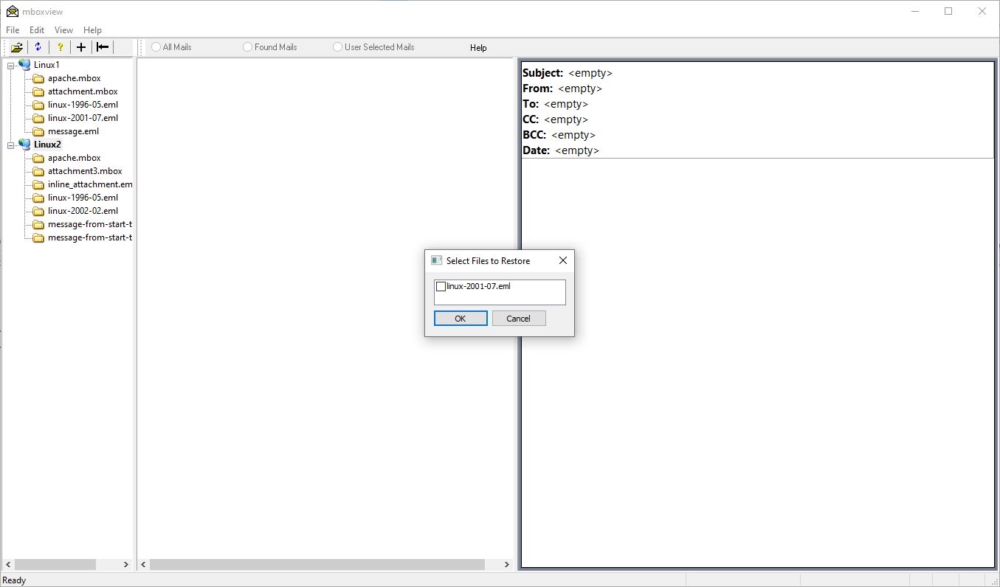 mboxview
File Edit View Help
? All Mails Found Mails User Selected Mails Help
Linux1
apache.mbox
attachment.mbox
linux-1996-05.eml
linux-2001-07.eml
message.eml
Linux2
apache.mbox
attachment3.mbox
inline_attachment.em
linux-1996-05.eml
linux-2002-02.eml
message-from-start-t
message-from-start-t
Subject: <empty>
From: <empty>
To: <empty>
CC: <empty>
BCC: <empty>
Date: <empty>
Select Files to Restore
linux-2001-07.eml
OK Cancel
Ready